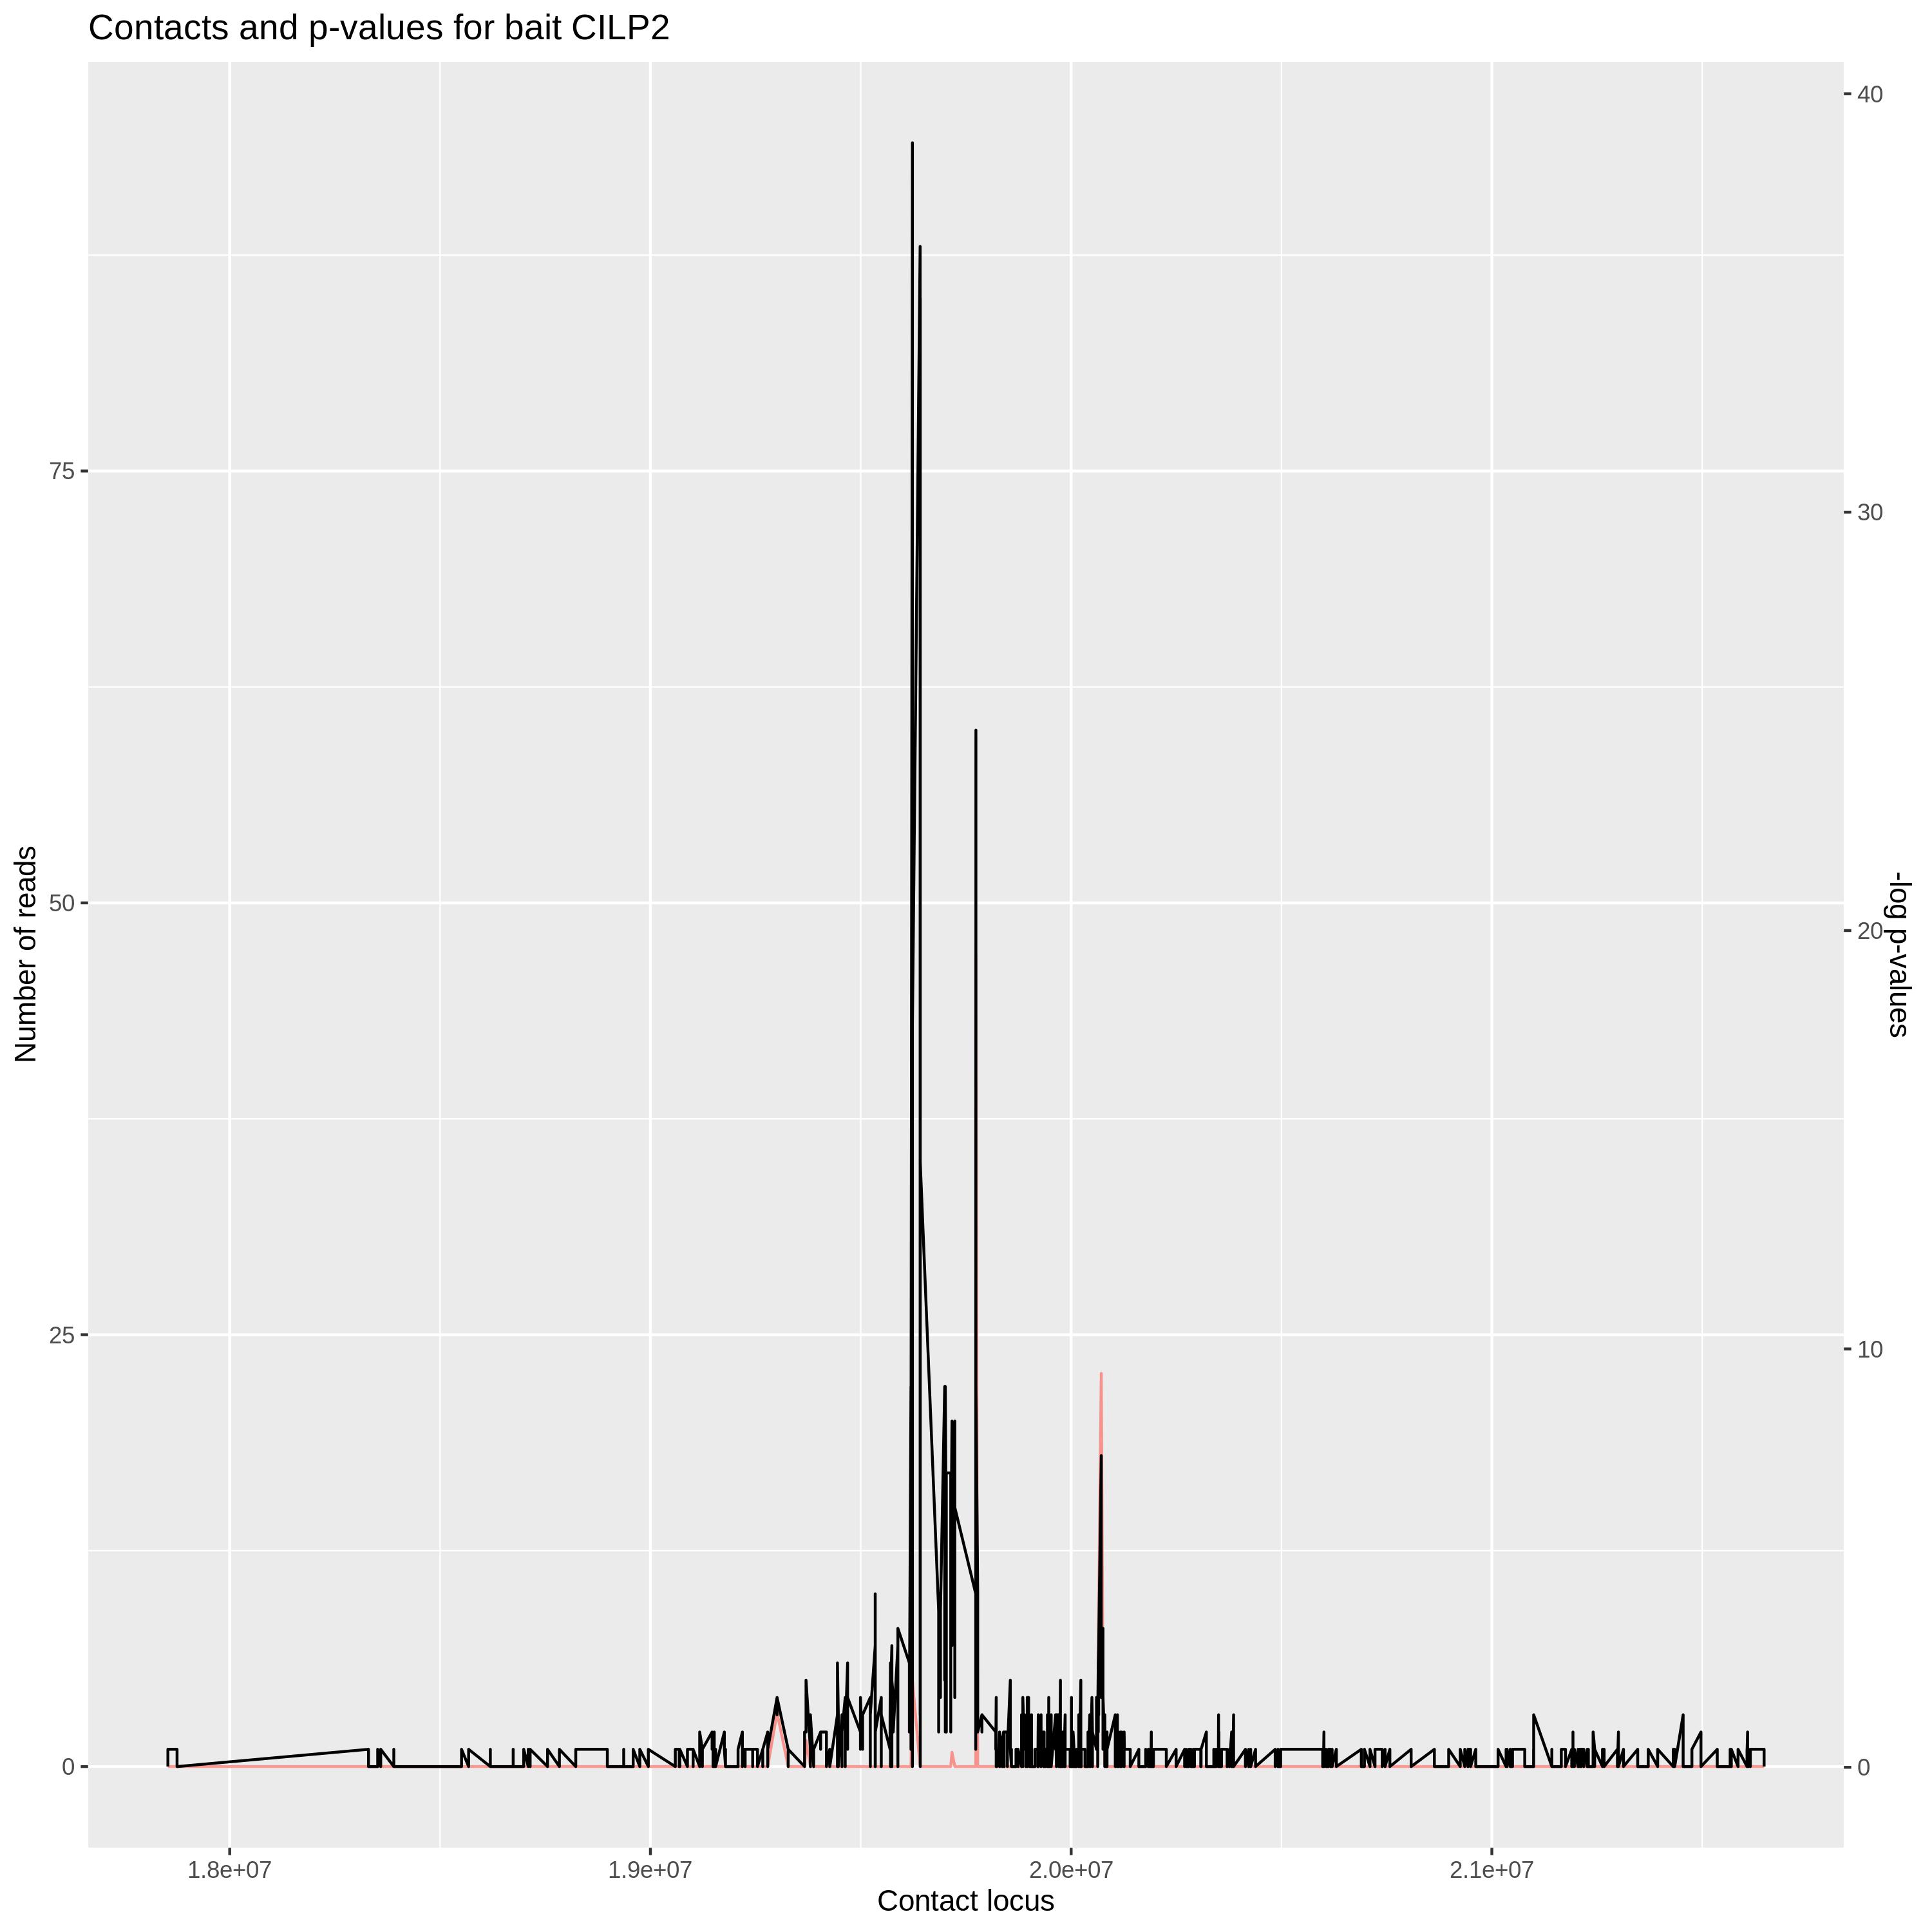 Contacts and p-values for bait CILP2
Number of reads
75
50
25
0
40
30
20
10
0
-log p-values
1.8e+07
1.9e+07
2.0e+07
2.1e+07
Contact locus